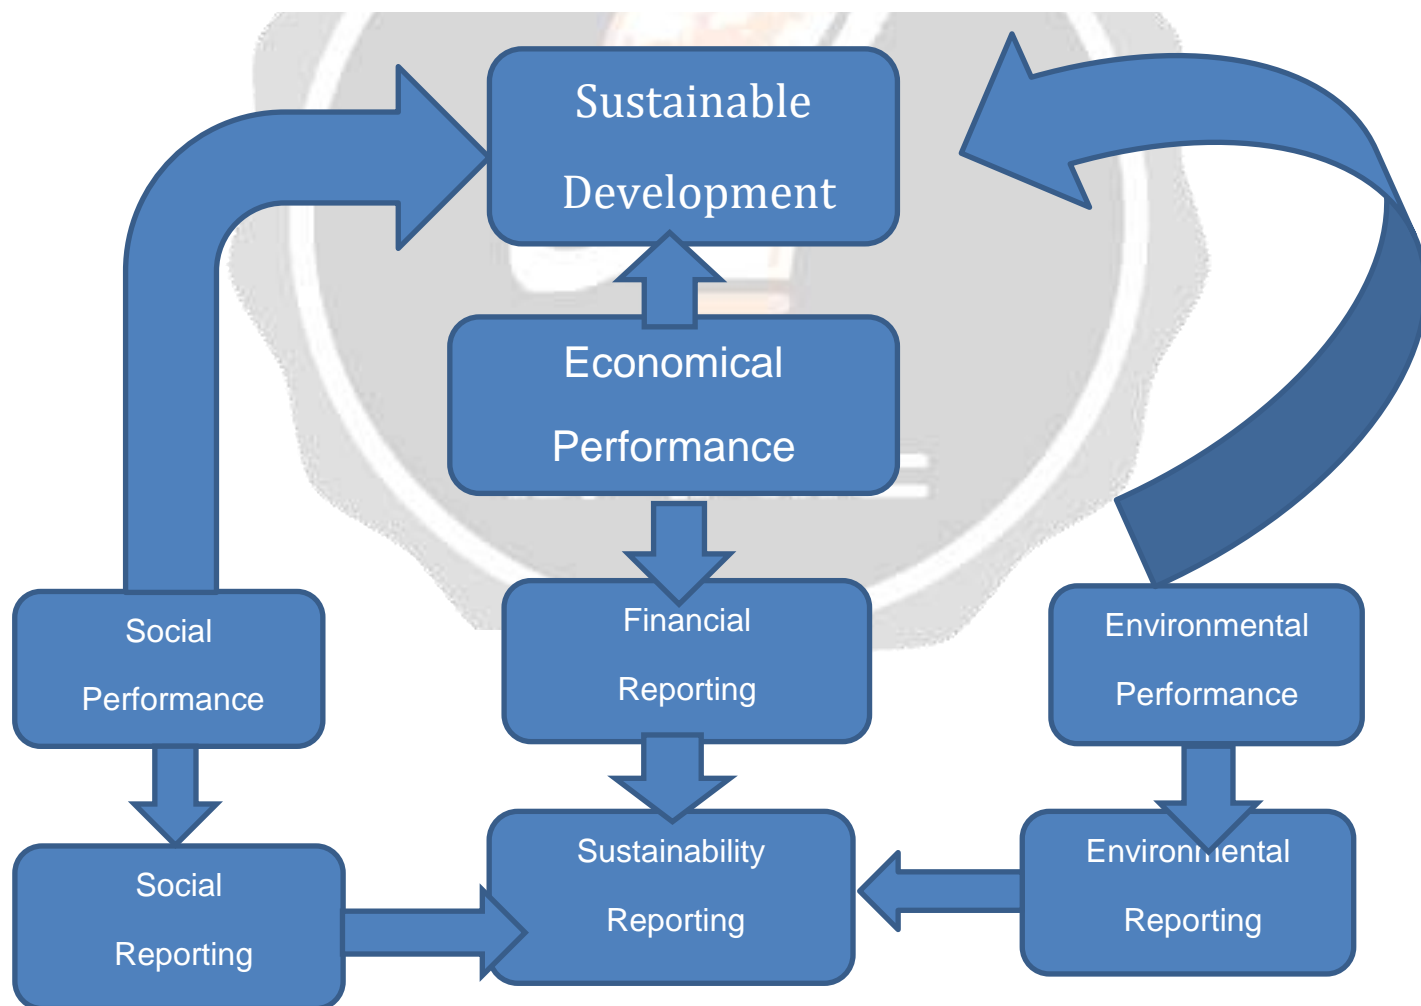 Sustainable
Development
Economical
Performance
Social
Performance
Financial
Reporting
Environmental
Performance
Social
Reporting
Sustainability
Reporting
Environmental
Reporting